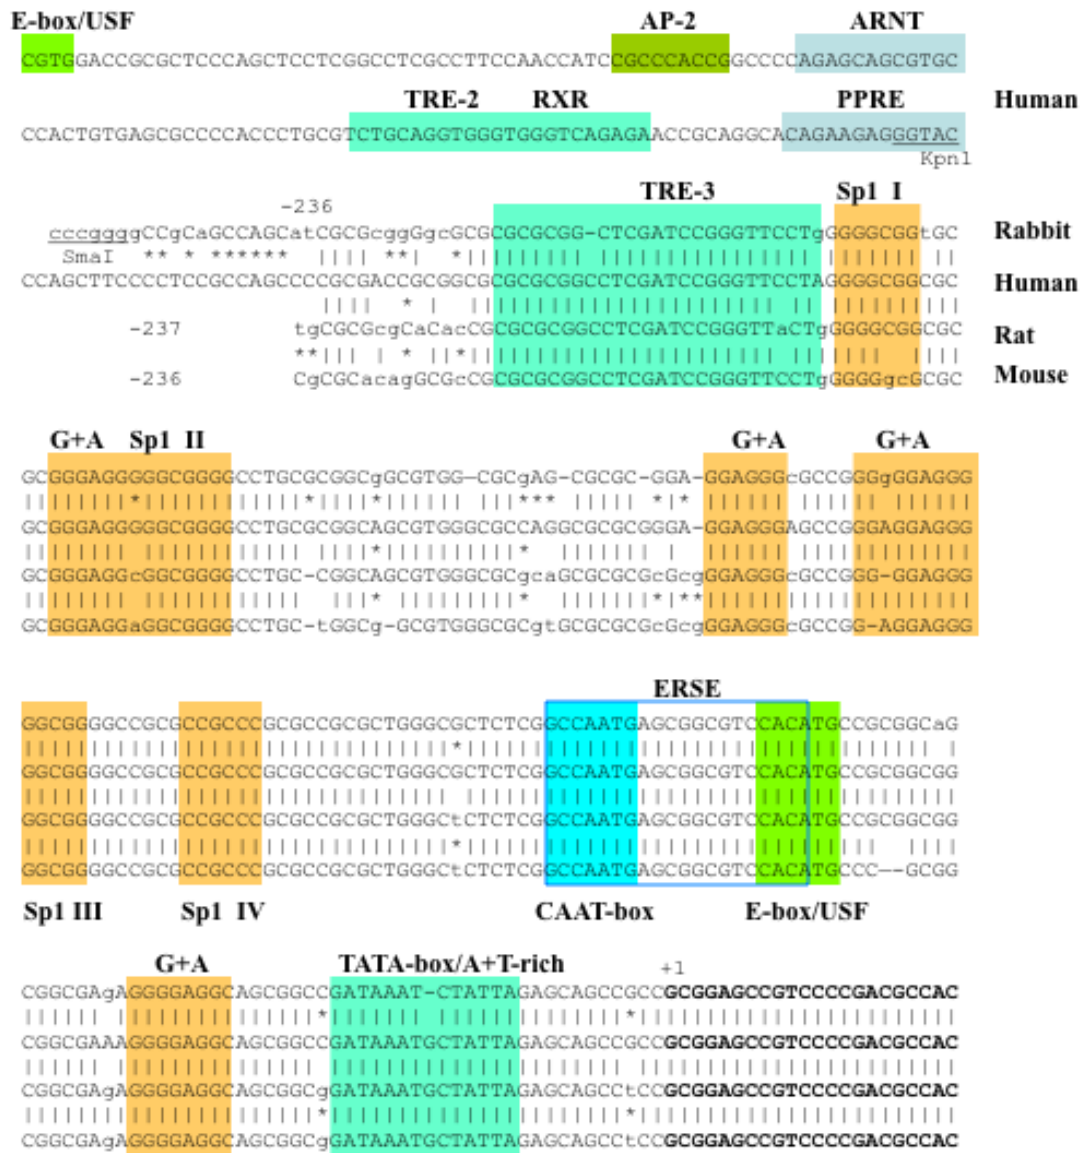 E-box/USF AP-2 ARNT
CGTGGACCGCGCTCCCAGCTCCTCGGCCTCGCCTTCCAACCATCCGCCCACCGGCCCCAGAGCAGCGTGC
TRE-2 RXR PPRE Human
CCACTGTGAGCGCCCCACCCTGCGTCTGCAGGTGGGTGGGTCAGAGAACCGCAGGCACAGAAGAGGGTAC
Kpn1
TRE-3 Sp1 I
-236
cccggggCCgCaGCCAGCatCGCGcggGgcGCGCGCGCGG-CTCGATCCGGGTTCCTgGGGGCGGtGC Rabbit
SmaI ** * ****** |||| **| *||||||||||| |||||||||||||||| ||||||| ||
CCAGCTTCCCCTCCGCCAGCCCCGCGACCGCGGCGCGCGCGGCCTCGATCCGGGTTCCTAGGGGCGGCGC Human
|||| * | ||||||||||||||||||||||| || ||||||||||
-237 tgCGCGcgCaCacCGCGCGCGGCCTCGATCCGGGTTaCTgGGGGCGGCGC Rat
**||| | * ||*||||||||||||||||||||| || |||||| ||||
-236 CgCGCacagGCGcCGCGCGCGGCCTCGATCCGGGTTCCTgGGGGgcGCGC Mouse
G+A Sp1 II G+A G+A
GCGGGAGGGGGCGGGGCCTGCGCGGCgGCGTGG-CGCgAG-CGCGC-GGA-GGAGGGcGCCGGGGgGGAGGG
||||||||*||||||||||||*||||*|||||| |||*** ||||| *|* |||||| ||||| || ||||||
GCGGGAGGGGGCGGGGCCTGCGCGGCAGCGTGGGCGCCAGGCGCGCGGGA-GGAGGGAGCCGGGAGGAGGG
|||||||| |||||||||||| ||||*||||||||||* ||||||| | |||||| |||||||||||||
GCGGGAGGcGGCGGGGCCTGC-CGGCAGCGTGGGCGCgcaGCGCGCGcGcgGGAGGGcGCCGGG-GGAGGG
|||||||| |||||||||||| |||* ||||||||||* |||||||*|**|||||||||||| ||||||||
GCGGGAGGaGGCGGGGCCTGC-tGGCg-GCGTGGGCGCgtGCGCGCGcGcgGGAGGGcGCCGG-AGGAGGG
ERSE
GGCGGGGCCGCGCCGCCCGCGCCGCGCTGGGCGCTCTCGGCCAATGAGCGGCGTCCACATGCCGCGGCaG
|||||||||||||||||||||||||||||||||*|||||||||||||||||||||||||||||||||| |
GGCGGGGCCGCGCCGCCCGCGCCGCGCTGGGCGCTCTCGGCCAATGAGCGGCGTCCACATGCCGCGGCGG
|||||||||||||||||||||||||||||||| |||||||||||||||||||||||||||||||||||||
GGCGGGGCCGCGCCGCCCGCGCCGCGCTGGGCtCTCTCGGCCAATGAGCGGCGTCCACATGCCGCGGCGG
|||||||||||||||||||||||||||||||||*|||||||||||||||||||||||||||||| ||||
GGCGGGGCCGCGCCGCCCGCGCCGCGCTGGGCtCTCTCGGCCAATGAGCGGCGTCCACATGCCC--GCGG
Sp1 III Sp1 IV CAAT-box E-box/USF
G+A TATA-box/A+T-rich +1
CGGCGAgAGGGGAGGCAGCGGCCGATAAAT-CTATTAGAGCAGCCGCCGCGGAGCCGTCCCCGACGCCAC
|||||| |||||||||||||||*||||||| |||||||||||||||*||||||||||||||||||||||||
CGGCGAAAGGGGAGGCAGCGGCCGATAAATGCTATTAGAGCAGCCGCCGCGGAGCCGTCCCCGACGCCAC
|||||| ||||||||||||||| |||||||||||||||||||||| |||||||||||||||||||||||||
CGGCGAgAGGGGAGGCAGCGGCgGATAAATGCTATTAGAGCAGCCtCCGCGGAGCCGTCCCCGACGCCAC
||||||||||||||||||||||*||||||||||||||||||||||*||||||||||||||||||||||||
CGGCGAgAGGGGAGGCAGCGGCgGATAAATGCTATTAGAGCAGCCtCCGCGGAGCCGTCCCCGACGCCAC